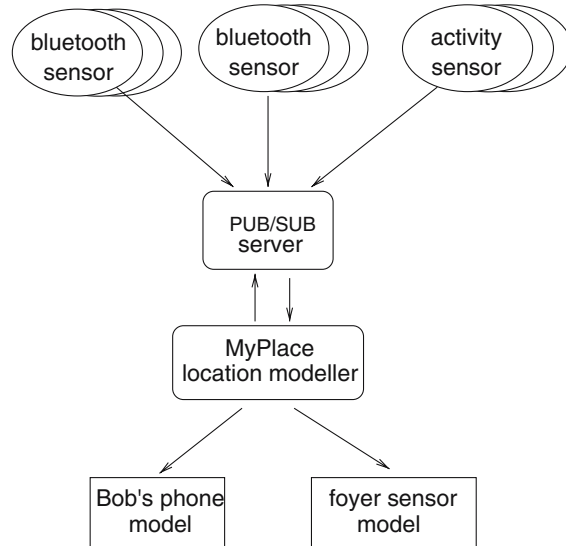 bluetooth
sensor
bluetooth
sensor
activity
sensor
PUB/SUB
server
MyPlace
location modeller
Bob's phone
model
foyer sensor
model